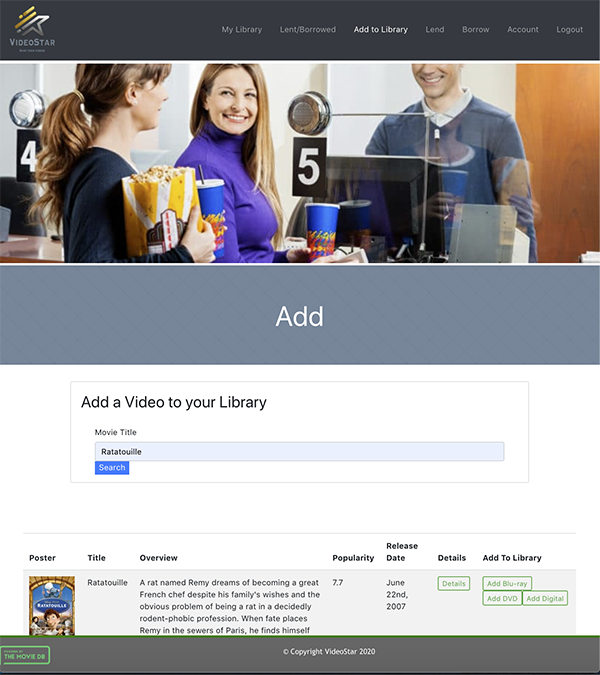 VIDEOSTAR
My Library Lent/Borrowed Add to Library Lend Borrow Account Logout
4 5
Add
Add a Video to your Library
Movie Title
Ratatouille
Search
Poster Title Overview Popularity Release Date Details Add To Library
RATATOUILLE
Ratatouille
A rat named Remy dreams of becoming a great
French chef despite his family's wishes and the
obvious problem of being a rat in a decidedly
rodent-phobic profession. When fate places
Remy in the sewers of Paris, he finds himself
7.7
June
22nd,
2007
Details
Add Blu-ray
Add DVD Add Digital
POWERED BY
THE MOVIE DB
© Copyright VideoStar 2020